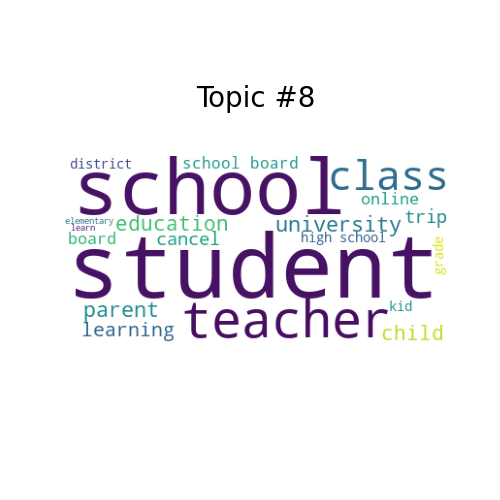 Topic #8
district
school board
school
class
online
trip
elementary
learn
education
university
board
cancel
high school
student
grade
parent
teacher
kid
learning
child